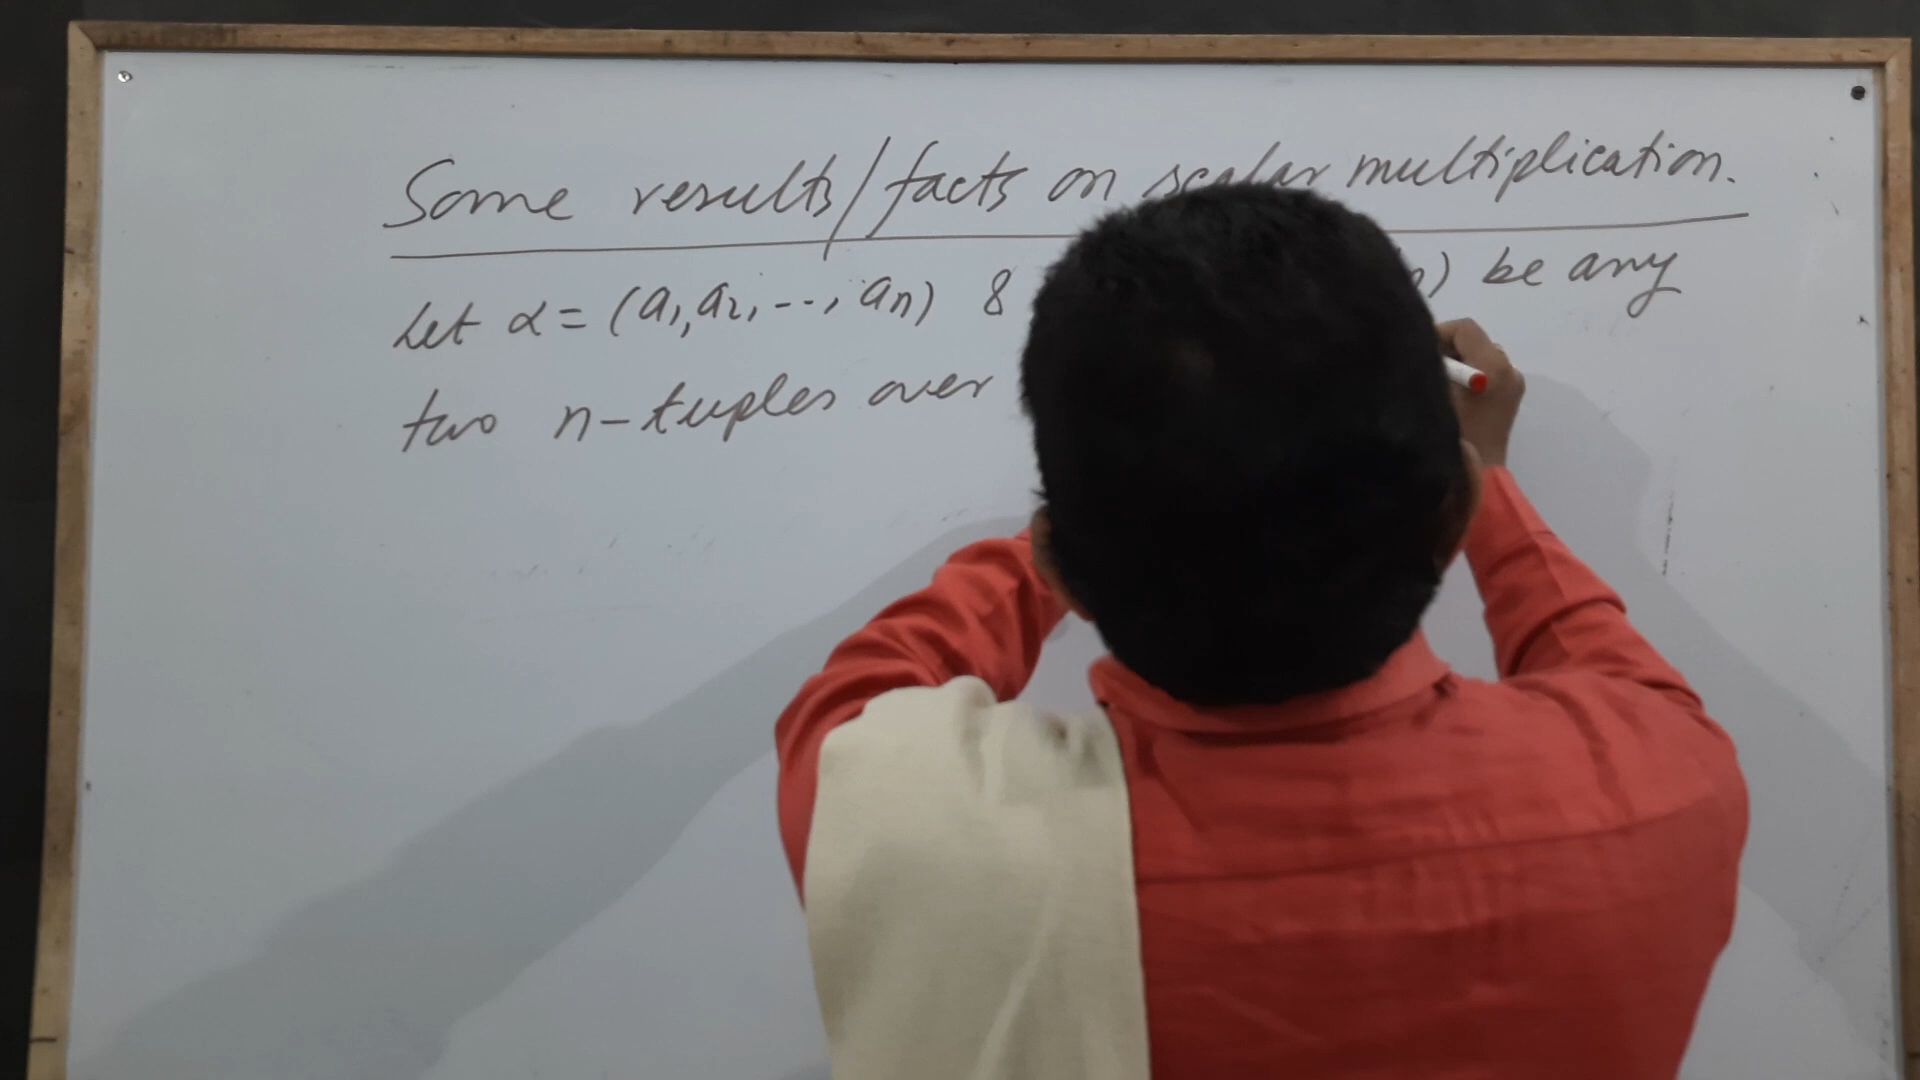 Some results/facts on scalar multiplication.
Let α = (a₁, a₂, --, aₙ) & be any
two n-tuples over